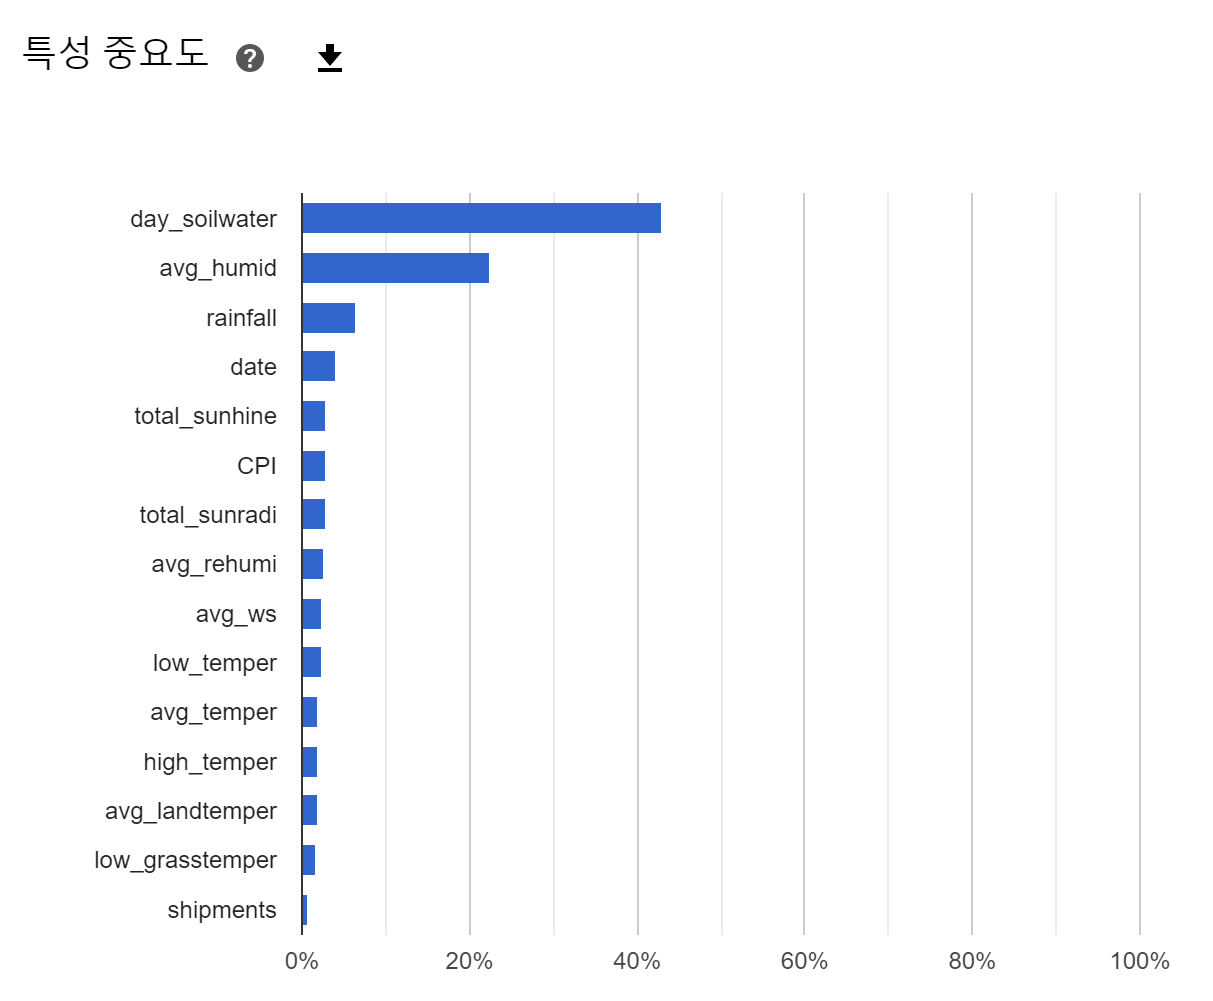 특성 중요도 ?
day_soilwater
avg_humid
rainfall
date
total_sunhine
CPI
total_sunradi
avg_rehumi
avg_ws
low_temper
avg_temper
high_temper
avg_landtemper
low_grasstemper
shipments
0% 20% 40% 60% 80% 100%